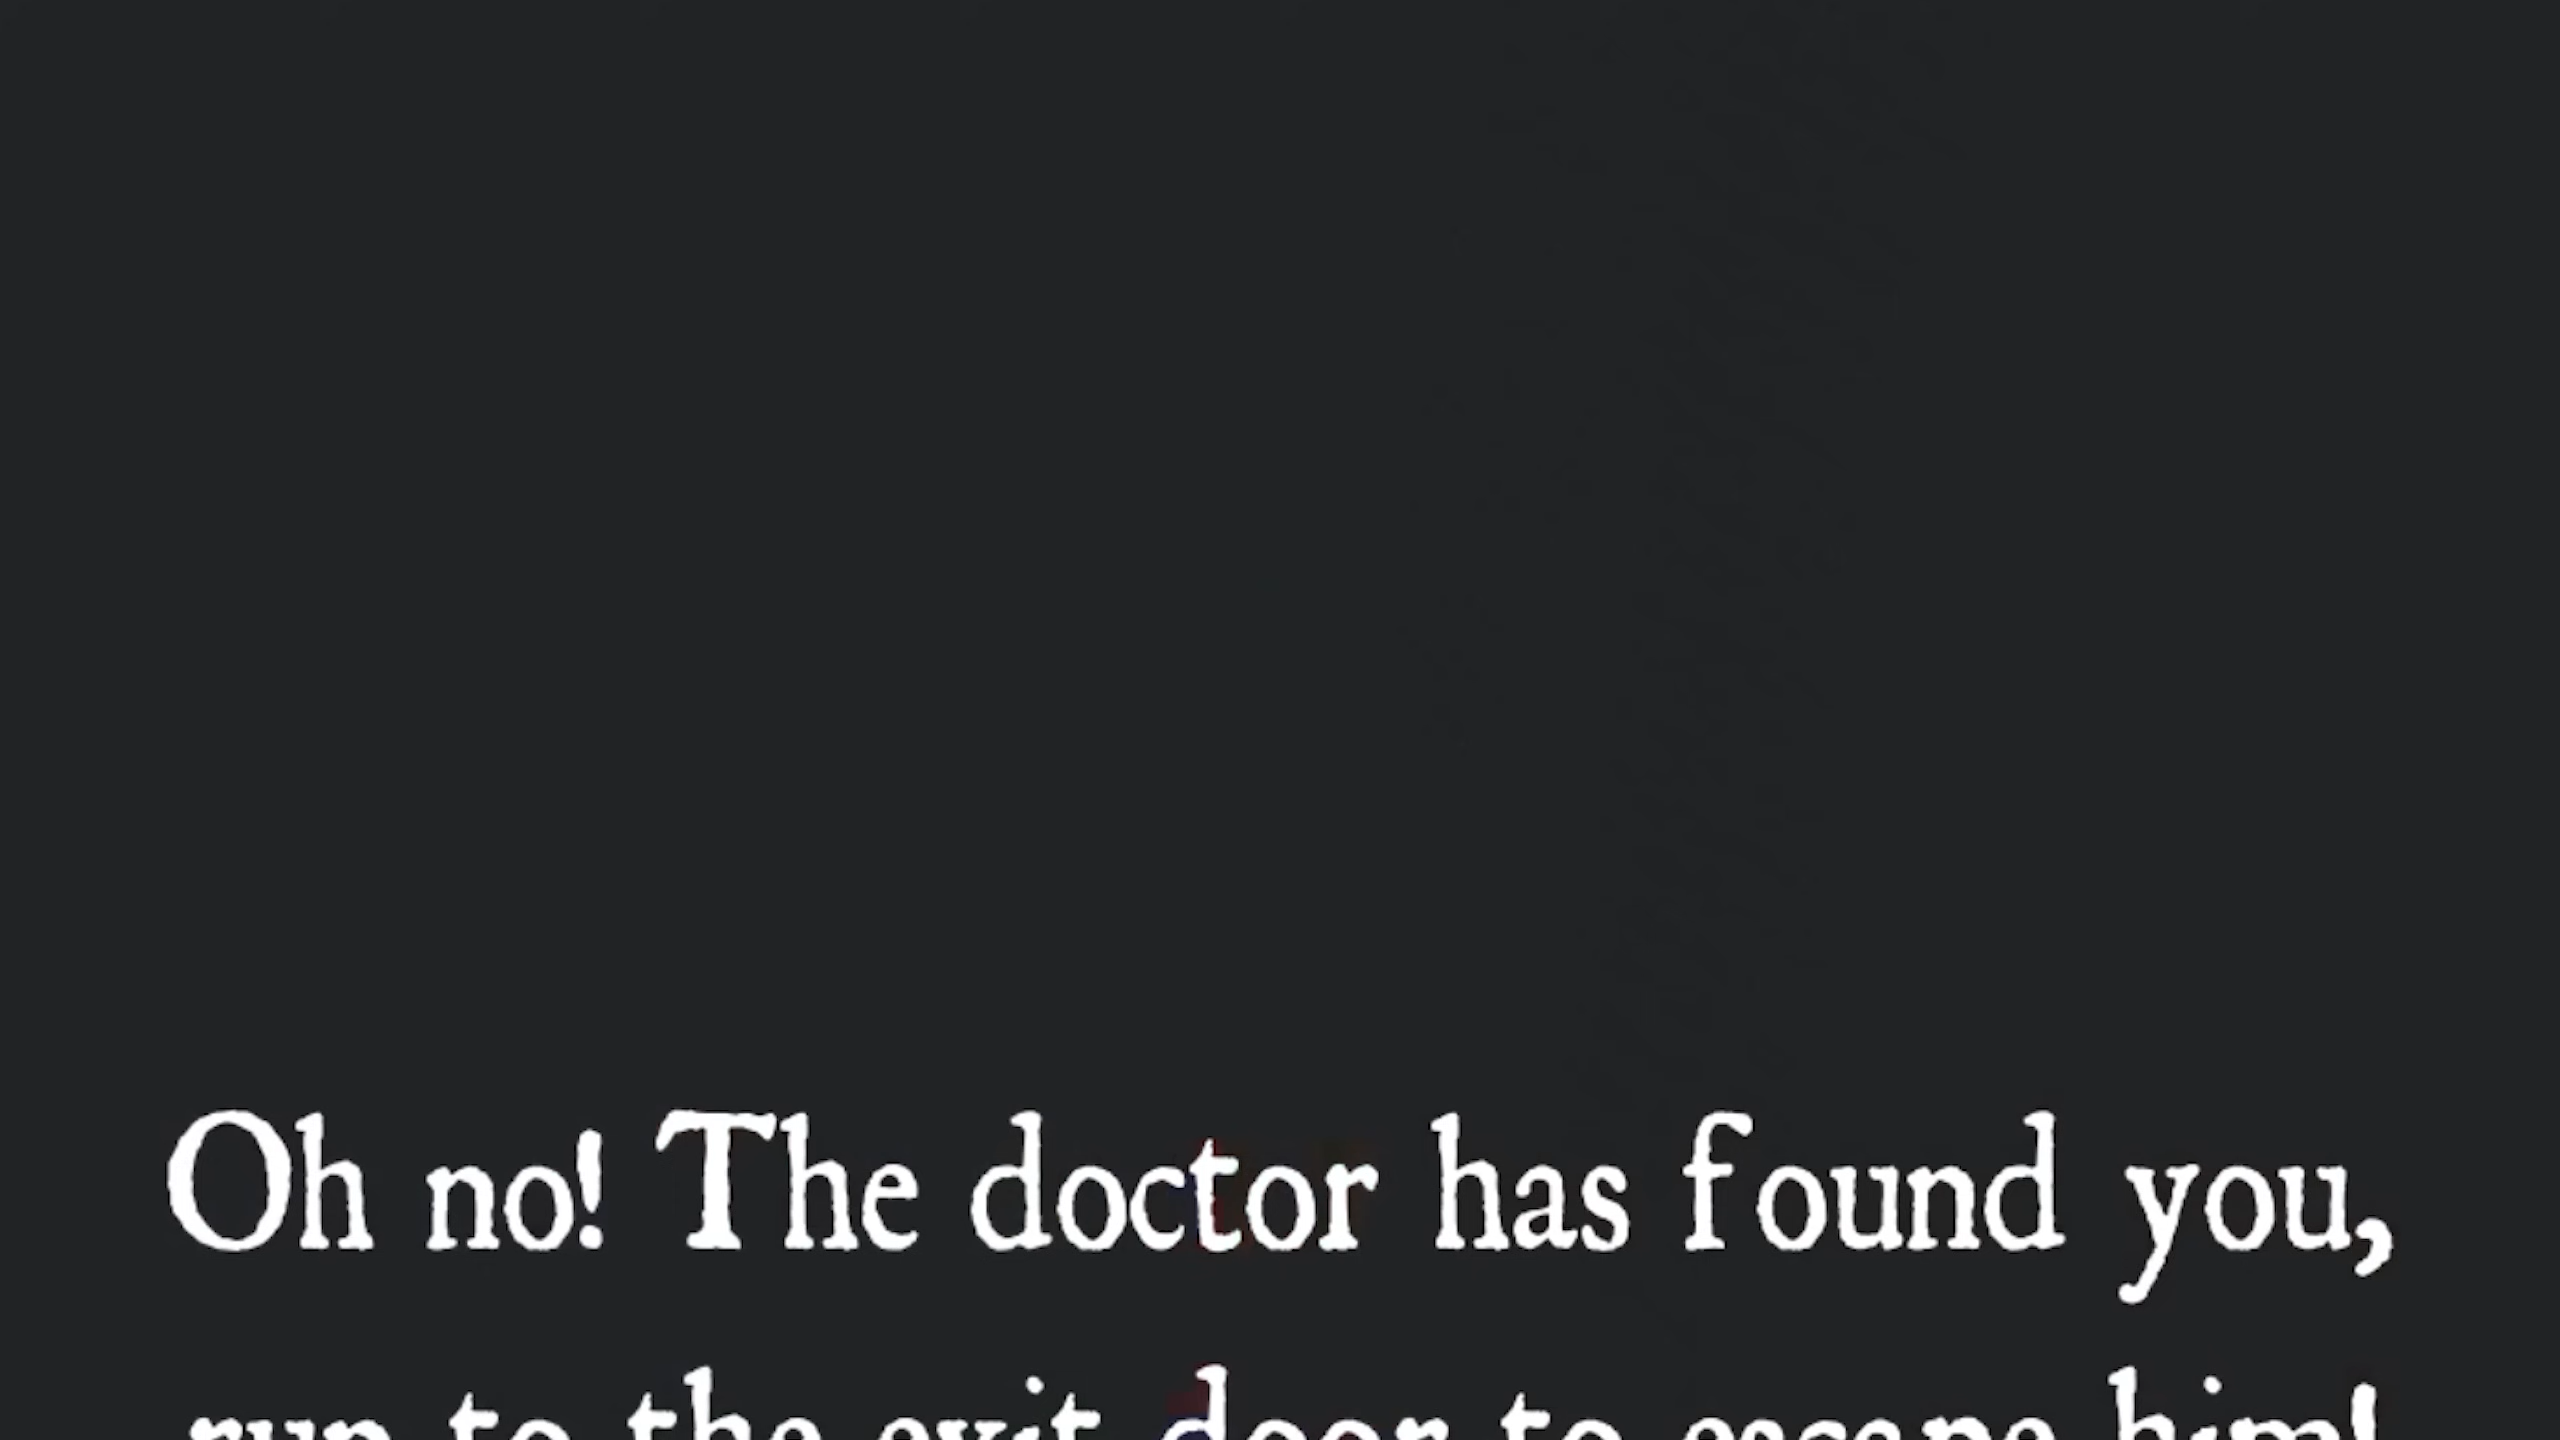 Oh no! The doctor has found you,
run to the exit door to escape him!